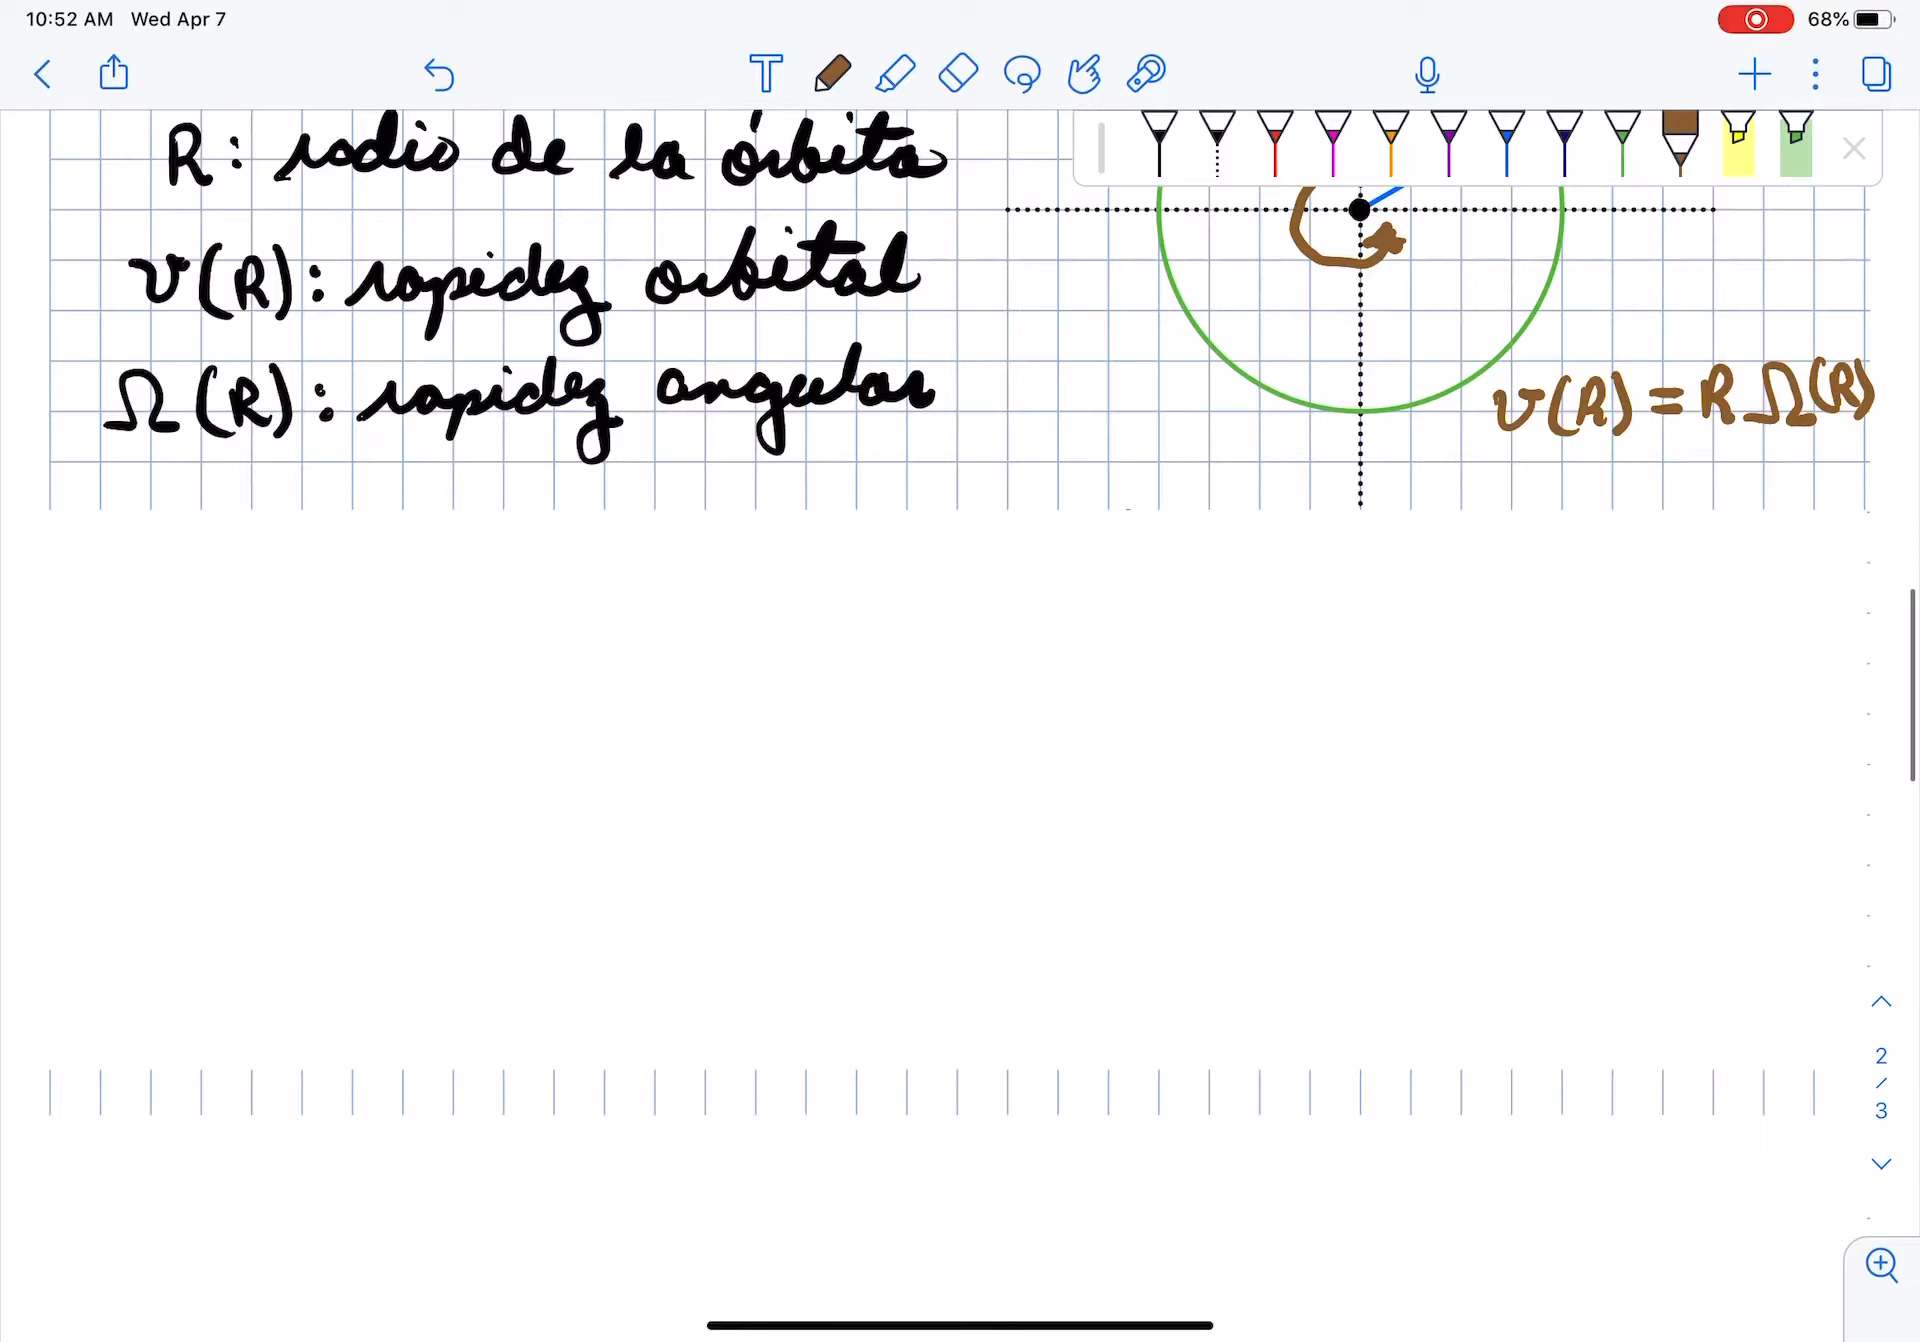 10:52 AM Wed Apr 7
68%
R: radio de la órbita
v(R): rapidez orbital
Ω(R): rapidez angular
v(R) = R Ω(R)
2
/
3